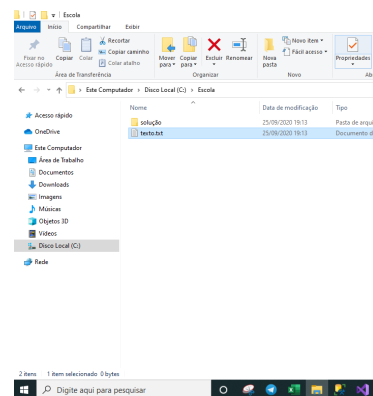 Escola
Arquivo Início Compartilhar Exibir
Fixar no Acesso rápido
Copiar
Colar
Recortar
Copiar caminho
Colar atalho
Mover para
Copiar para
Excluir
Renomear
Nova pasta
Novo item
Fácil acesso
Propriedades
Área de Transferência Organizar Novo Ab
Este Computador > Disco Local (C:) > Escola
Nome Data de modificação Tipo
Acesso rápido
OneDrive
Este Computador
Área de Trabalho
Documentos
Downloads
Imagens
Músicas
Objetos 3D
Vídeos
Disco Local (C:)
Rede
solução 25/09/2020 19:13 Pasta de arqui
texto.txt 25/09/2020 19:13 Documento d
2 itens 1 item selecionado 0 bytes
Digite aqui para pesquisar